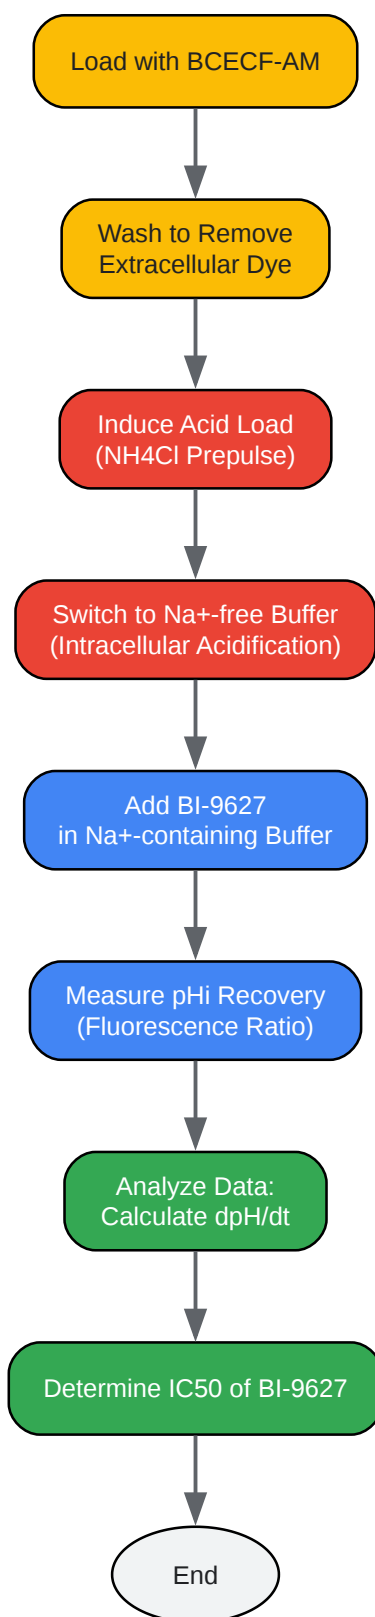 Load with BCECF-AM
Wash to Remove
Extracellular Dye
Induce Acid Load
(NH4Cl Prepulse)
Switch to Na+-free Buffer
(Intracellular Acidification)
Add BI-9627
in Na+-containing Buffer
Measure pHi Recovery
(Fluorescence Ratio)
Analyze Data:
Calculate dpH/dt
Determine IC50 of BI-9627
End